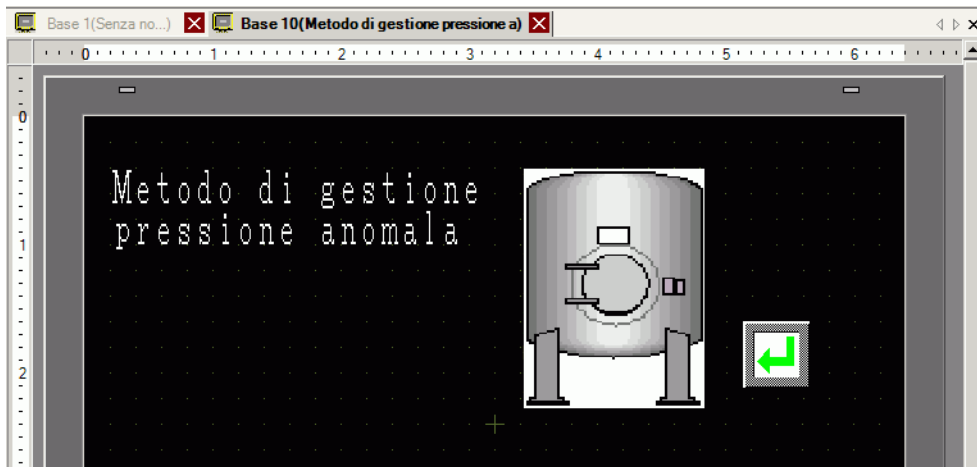 Base 1(Senza no...) Base 10(Metodo di gestione pressione a)
0 1 2 3 4 5 6
0
Metodo di gestione
pressione anomala
1
2